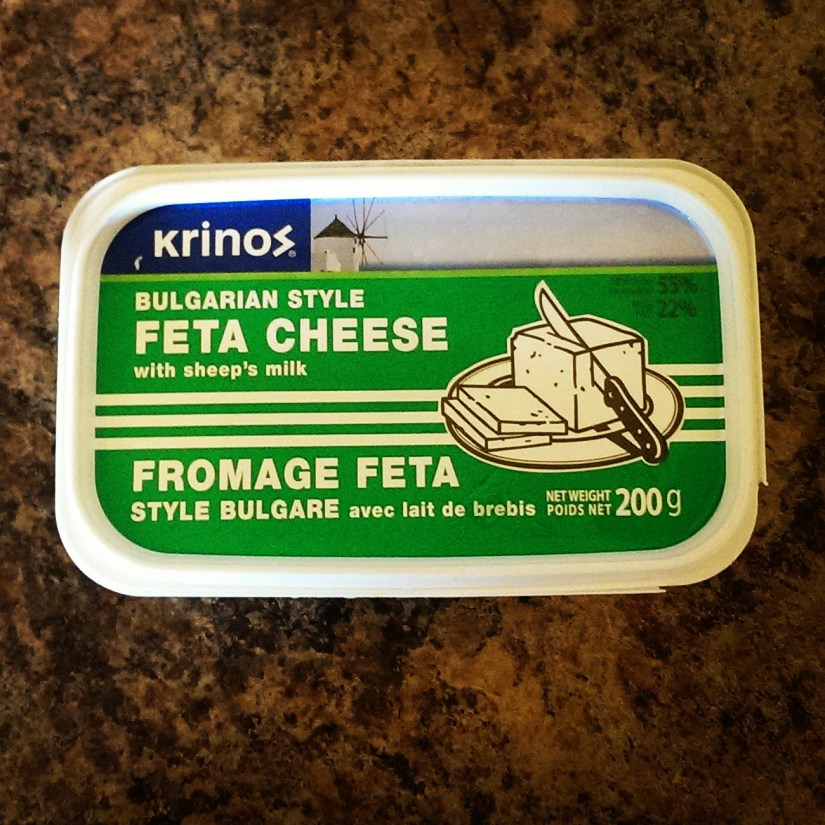 Krinos®
BULGARIAN STYLE
FETA CHEESE
with sheep's milk
55%
22%
FROMAGE FETA
STYLE BULGARE avec lait de brebis
NET WEIGHT
POIDS NET 200 g